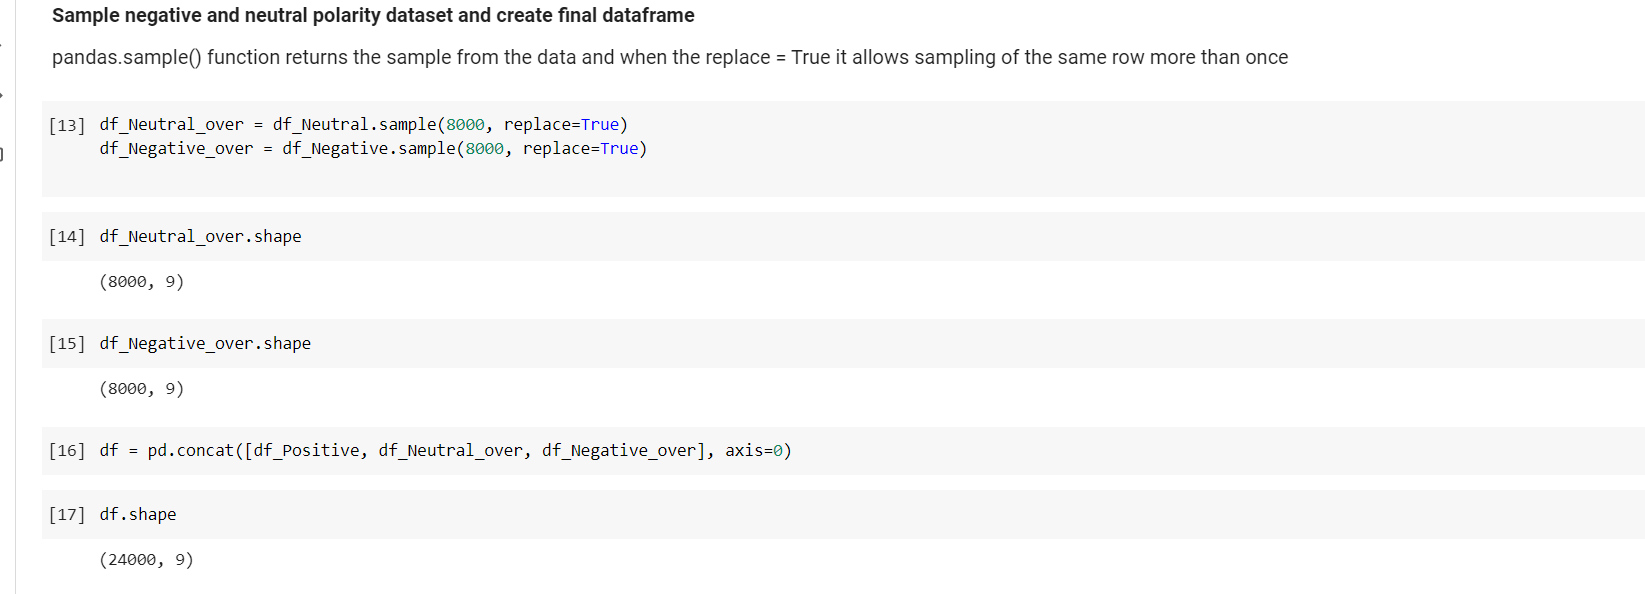 Sample negative and neutral polarity dataset and create final dataframe
pandas.sample() function returns the sample from the data and when the replace = True it allows sampling of the same row more than once
[13] df_Neutral_over = df_Neutral.sample(8000, replace=True)
df_Negative_over = df_Negative.sample(8000, replace=True)
[14] df_Neutral_over.shape
(8000, 9)
[15] df_Negative_over.shape
(8000, 9)
[16] df = pd.concat([df_Positive, df_Neutral_over, df_Negative_over], axis=0)
[17] df.shape
(24000, 9)